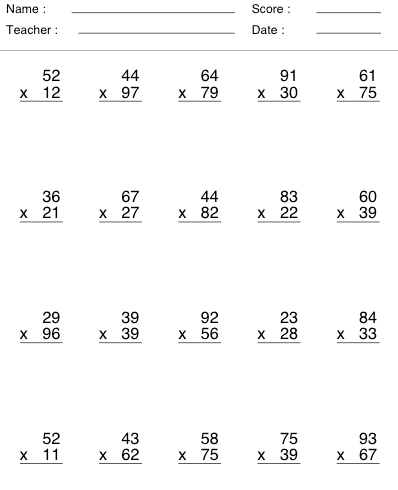 Name : Score :
Teacher : Date :
52 44 64 91 61
x 12 x 97 x 79 x 30 x 75
36 67 44 83 60
x 21 x 27 x 82 x 22 x 39
29 39 92 23 84
x 96 x 39 x 56 x 28 x 33
52 43 58 75 93
x 11 x 62 x 75 x 39 x 67